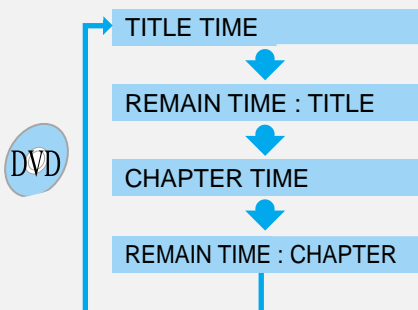 TITLE TIME
REMAIN TIME : TITLE
DVD
CHAPTER TIME
REMAIN TIME : CHAPTER